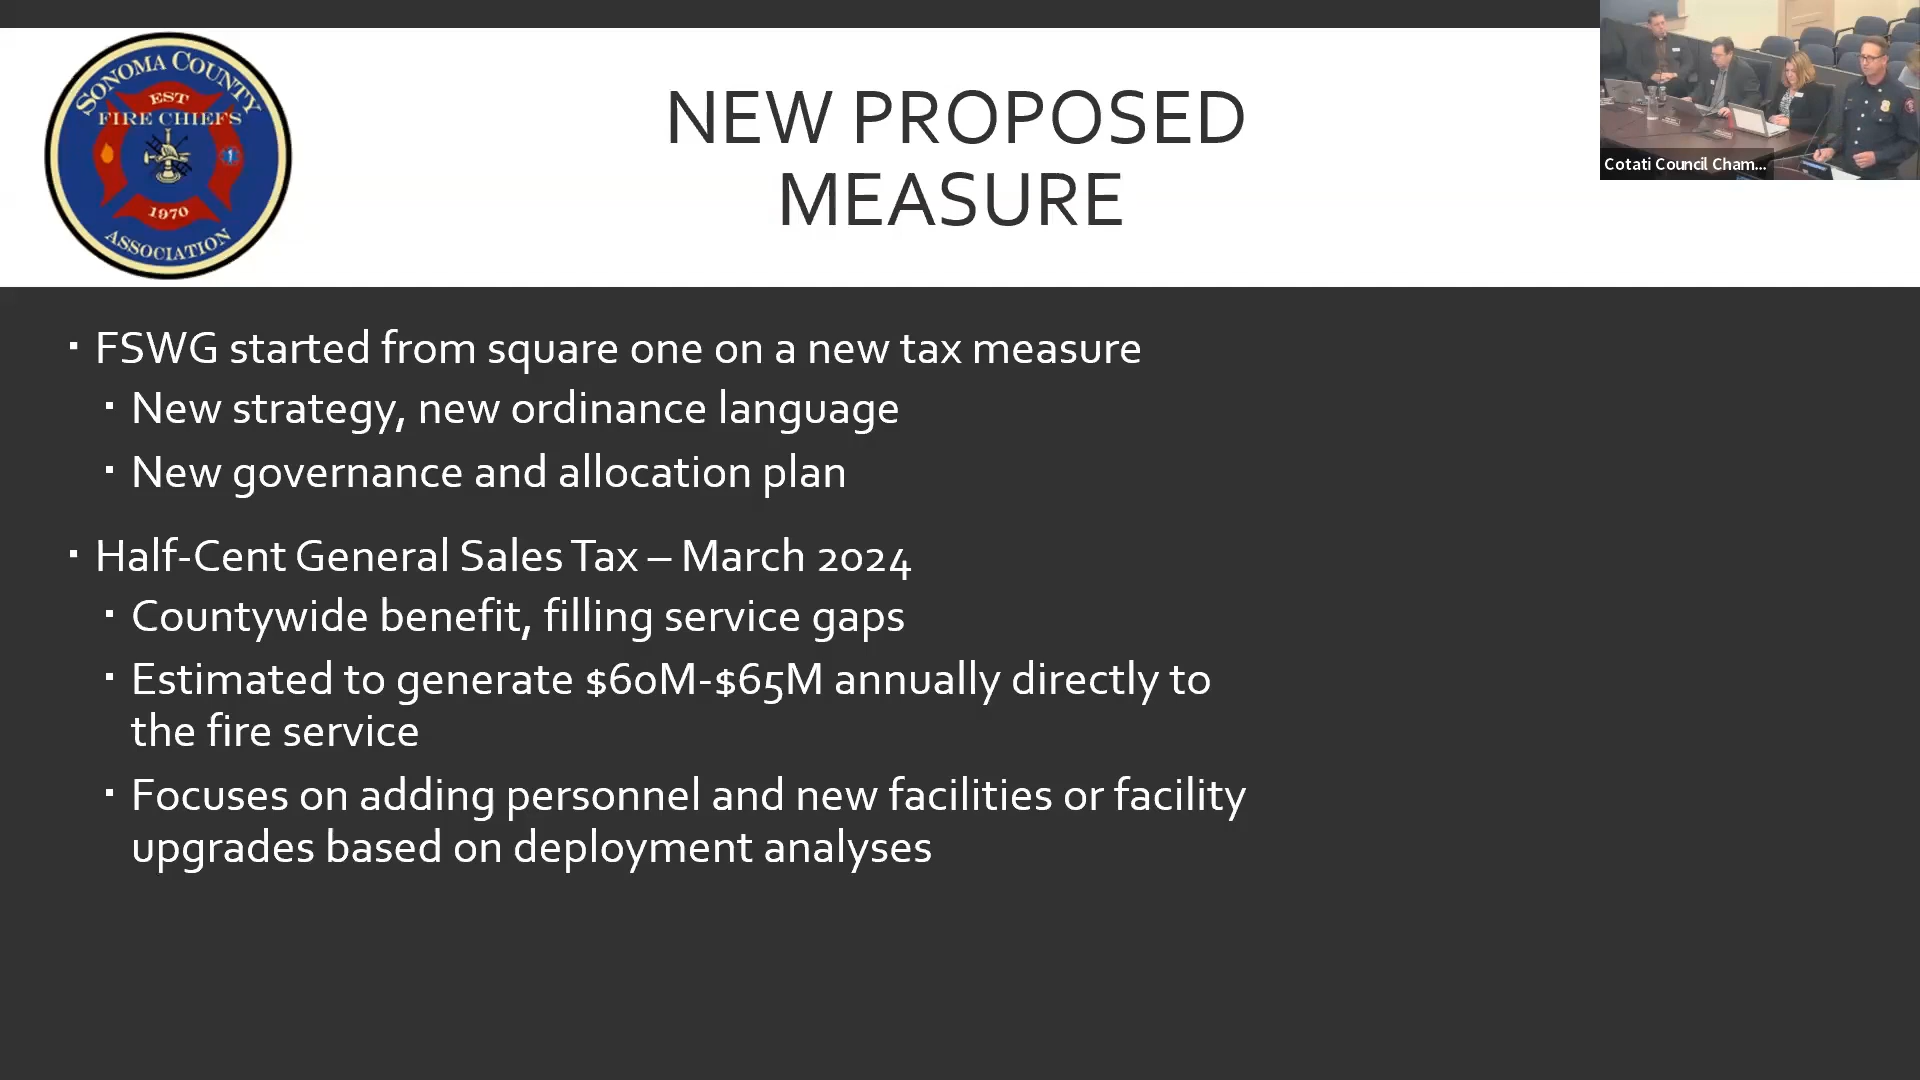 SONOMA COUNTY
EST
FIRE CHIEFS
1970
ASSOCIATION
NEW PROPOSED
MEASURE
Cotati Council Cham...
▪ FSWG started from square one on a new tax measure
▪ New strategy, new ordinance language
▪ New governance and allocation plan
▪ Half-Cent General Sales Tax – March 2024
▪ Countywide benefit, filling service gaps
▪ Estimated to generate $60M-$65M annually directly to
the fire service
▪ Focuses on adding personnel and new facilities or facility
upgrades based on deployment analyses